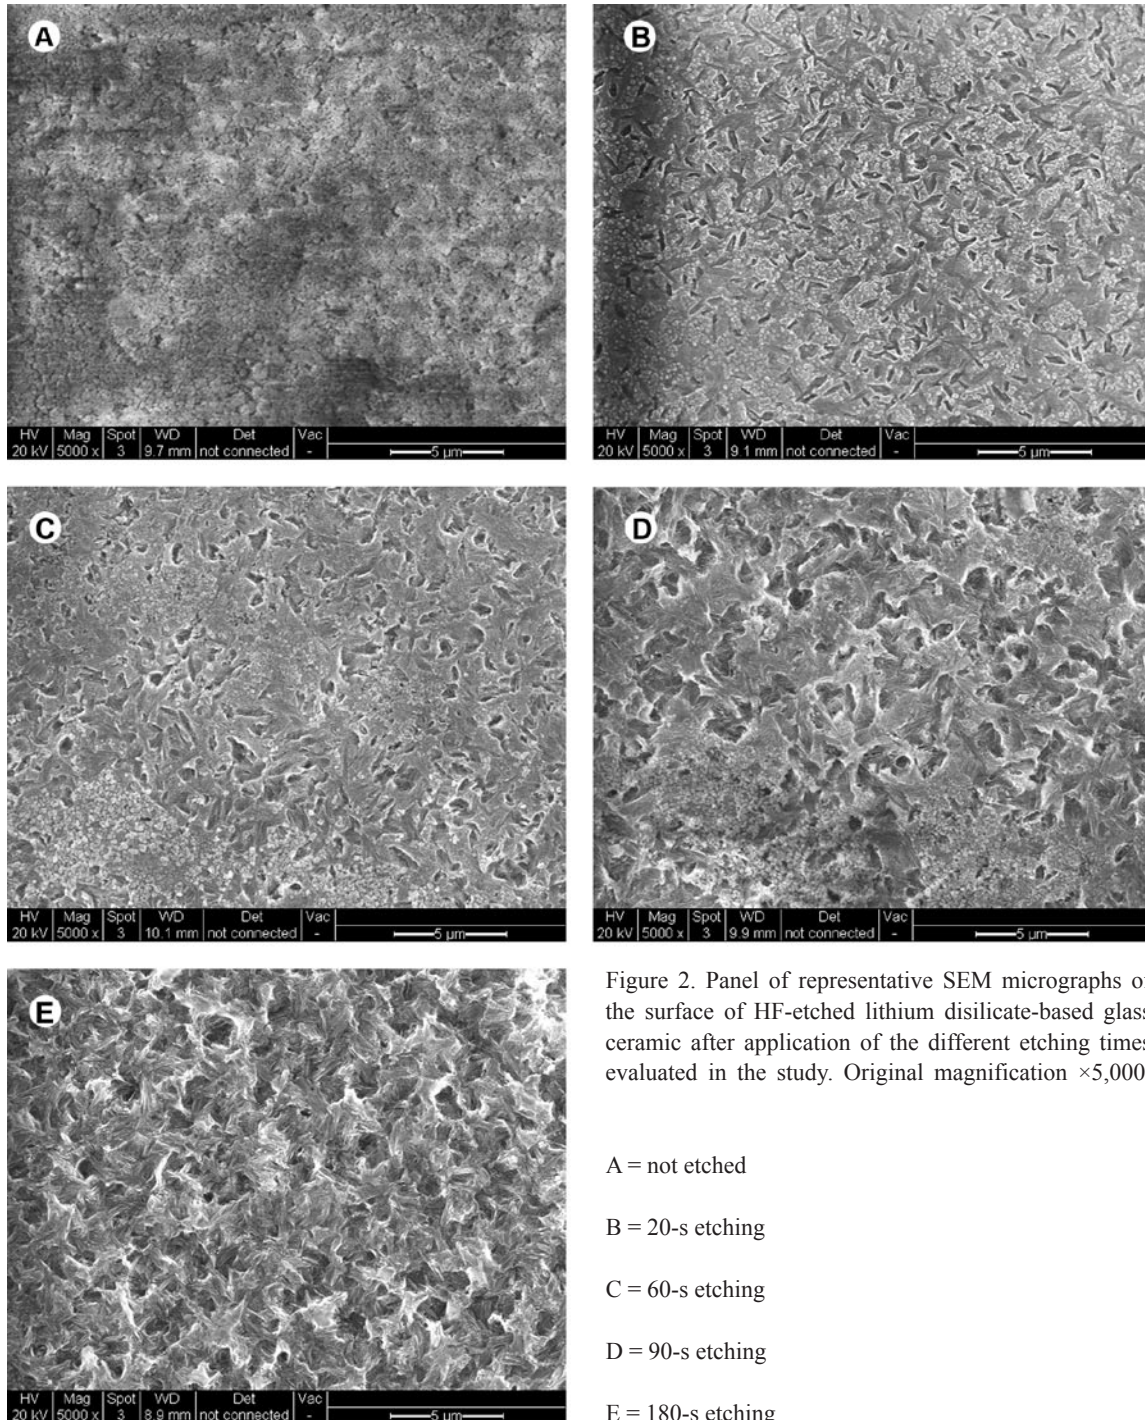 A
HV Mag Spot WD Det Vac
20 kV 5000 x 3 9.7 mm not connected - 5 µm
B
HV Mag Spot WD Det Vac
20 kV 5000 x 3 9.1 mm not connected - 5 µm
C
HV Mag Spot WD Det Vac
20 kV 5000 x 3 10.1 mm not connected - 5 µm
D
HV Mag Spot WD Det Vac
20 kV 5000 x 3 9.9 mm not connected - 5 µm
E
HV Mag Spot WD Det Vac
20 kV 5000 x 3 8.9 mm not connected - 5 µm
Figure 2. Panel of representative SEM micrographs of
the surface of HF-etched lithium disilicate-based glass
ceramic after application of the different etching times
evaluated in the study. Original magnification ×5,000
A = not etched
B = 20-s etching
C = 60-s etching
D = 90-s etching
E = 180-s etching